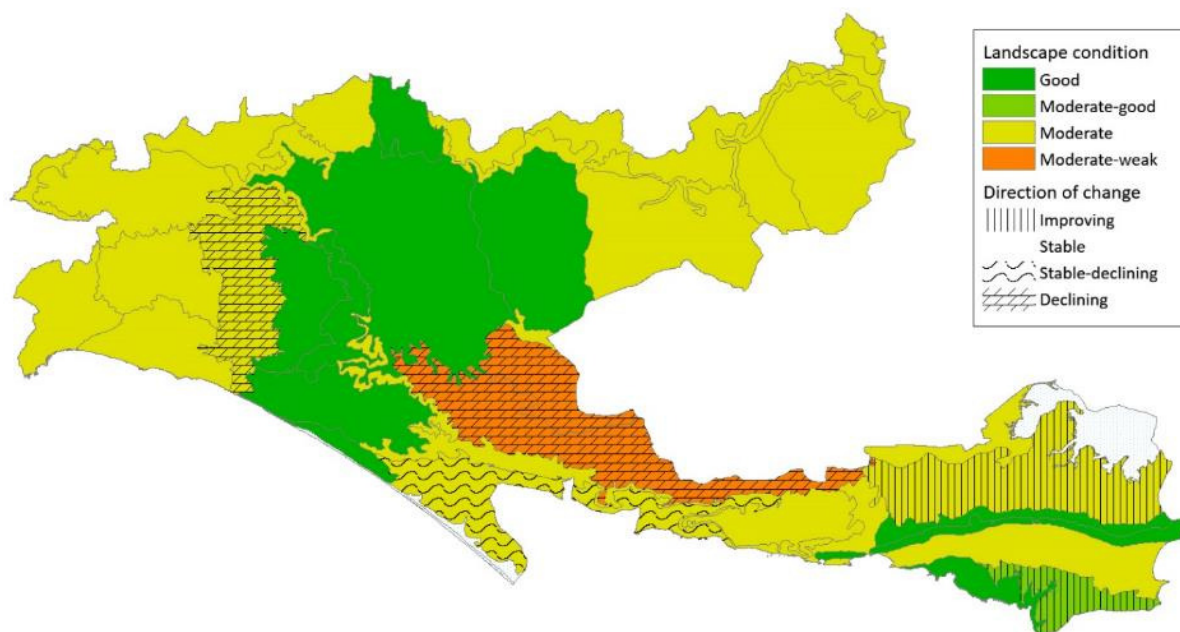 Landscape condition
Good
Moderate-good
Moderate
Moderate-weak
Direction of change
Improving
Stable
Stable-declining
Declining